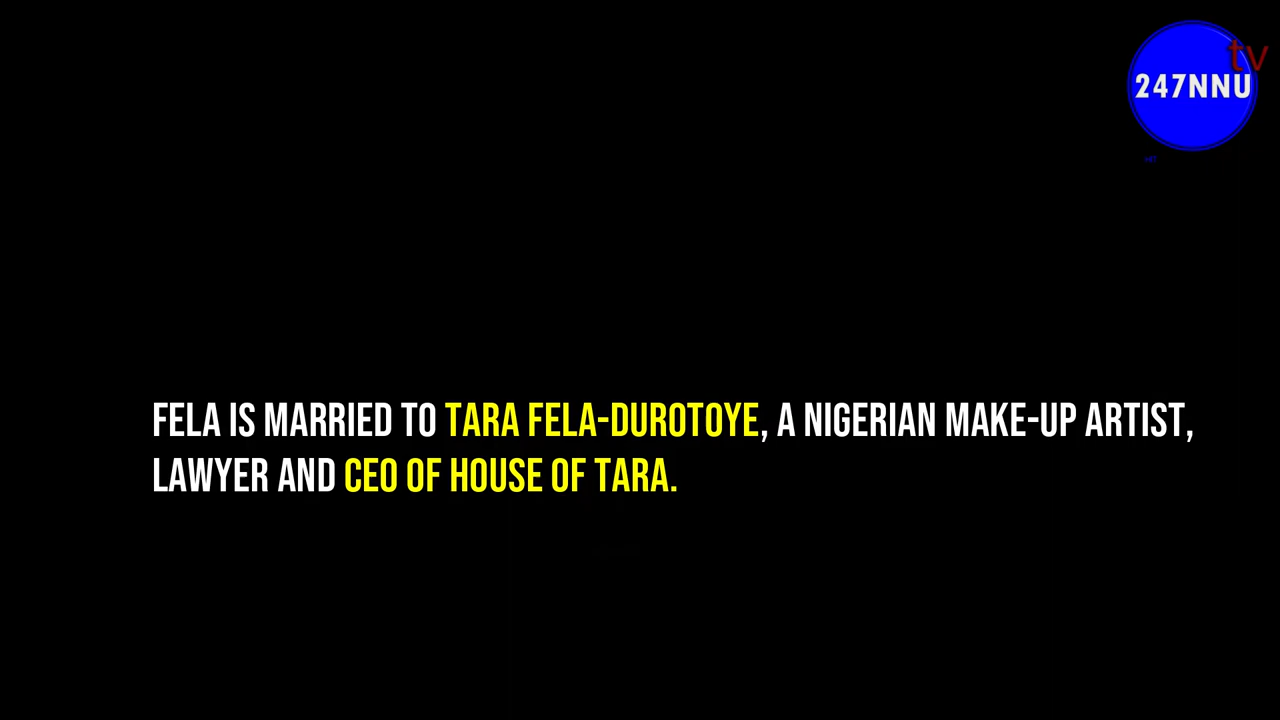 tv
247NNU
FELA IS MARRIED TO TARA FELA-DUROTOYE, A NIGERIAN MAKE-UP ARTIST,
LAWYER AND CEO OF HOUSE OF TARA.